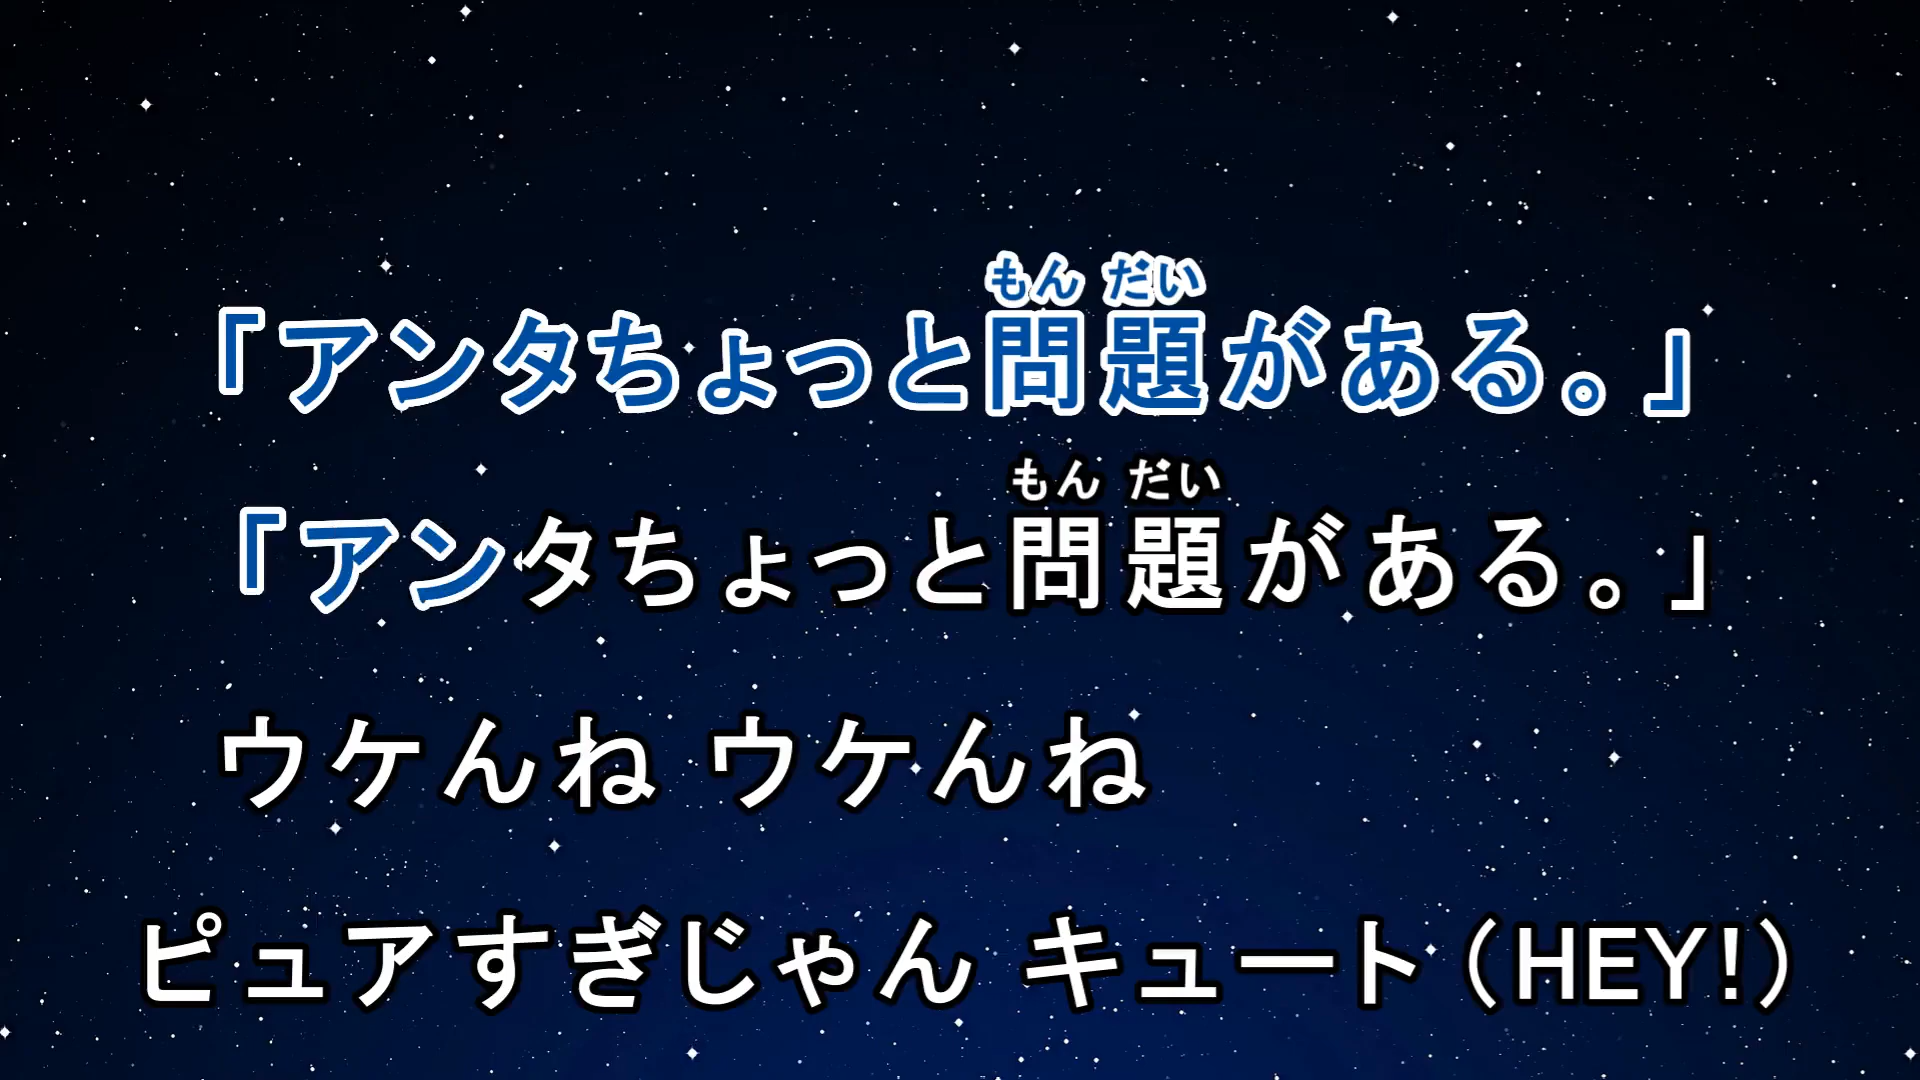 もんだい
「アンタちょっと問題がある。」
もんだい
「アンタちょっと問題がある。」
ウケんね ウケんね
ピュアすぎじゃん キュート(HEY!)